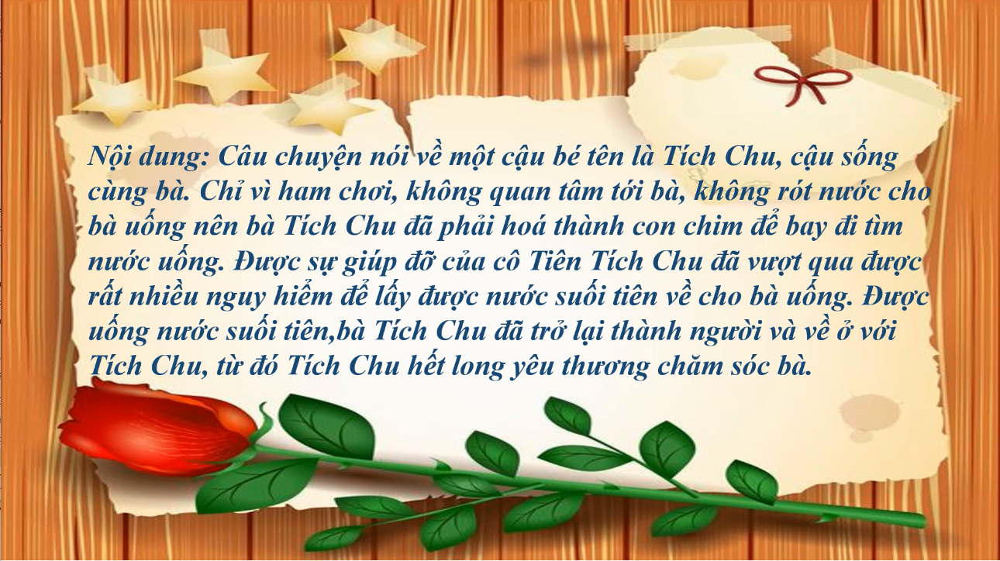 Nội dung: Câu chuyện nói về một cậu bé tên là Tích Chu, cậu sống
cùng bà. Chỉ vì ham chơi, không quan tâm tới bà, không rót nước cho
bà uống nên bà Tích Chu đã phải hoá thành con chim để bay đi tìm
nước uống. Được sự giúp đỡ của cô Tiên Tích Chu đã vượt qua được
rất nhiều nguy hiểm để lấy được nước suối tiên về cho bà uống. Được
uống nước suối tiên,bà Tích Chu đã trở lại thành người và về ở với
Tích Chu, từ đó Tích Chu hết long yêu thương chăm sóc bà.